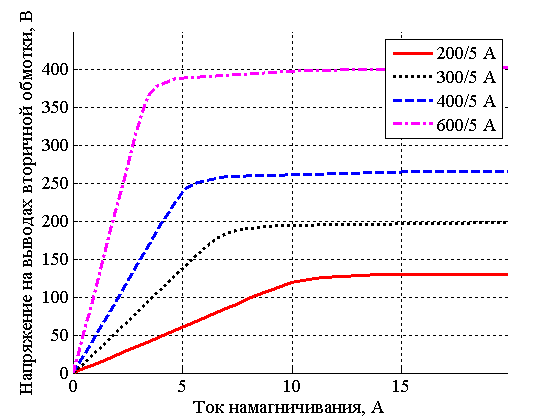 Напряжение на выводах вторичной обмотки, В
400
350
300
250
200
150
100
50
0
0
5
10
15
Ток намагничивания, А
200/5 А
300/5 А
400/5 А
600/5 А